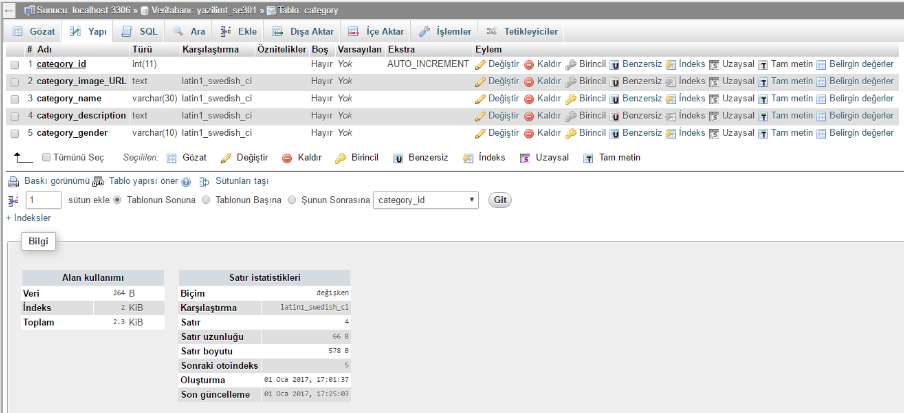 Sunucu: localhost:3306 » Veritabanı: yazilimt_se301 » Tablo: category
Gözat Yapı SQL Ara Ekle Dışa Aktar İçe Aktar İşlemler Tetikleyiciler
# Adı Türü Karşılaştırma Öznitelikler Boş Varsayılan Ekstra Eylem
1 category_id int(11) Hayır Yok AUTO_INCREMENT Değiştir Kaldır Birincil Benzersiz İndeks Uzaysal Tam metin Belirgin değerler
2 category_image_URL text latin1_swedish_ci Hayır Yok Değiştir Kaldır Birincil Benzersiz İndeks Uzaysal Tam metin Belirgin değerler
3 category_name varchar(30) latin1_swedish_ci Hayır Yok Değiştir Kaldır Birincil Benzersiz İndeks Uzaysal Tam metin Belirgin değerler
4 category_description text latin1_swedish_ci Hayır Yok Değiştir Kaldır Birincil Benzersiz İndeks Uzaysal Tam metin Belirgin değerler
5 category_gender varchar(10) latin1_swedish_ci Hayır Yok Değiştir Kaldır Birincil Benzersiz İndeks Uzaysal Tam metin Belirgin değerler
Tümünü Seç Seçilileri: Gözat Değiştir Kaldır Birincil Benzersiz İndeks Uzaysal Tam metin
Baskı görünümü Tablo yapısı öner Sütunları taşı
1 sütun ekle Tablonun Sonuna Tablonun Başına Şunun Sonrasına category_id Git
+ İndeksler
Bilgi
Alan kullanımı
Veri 264 B
İndeks 2 KiB
Toplam 2.3 KiB
Satır istatistikleri
Biçim değişken
Karşılaştırma latin1_swedish_ci
Satır 4
Satır uzunluğu 66 B
Satır boyutu 578 B
Sonraki otoindeks 5
Oluşturma 01 Oca 2017, 17:01:37
Son güncelleme 01 Oca 2017, 17:25:03